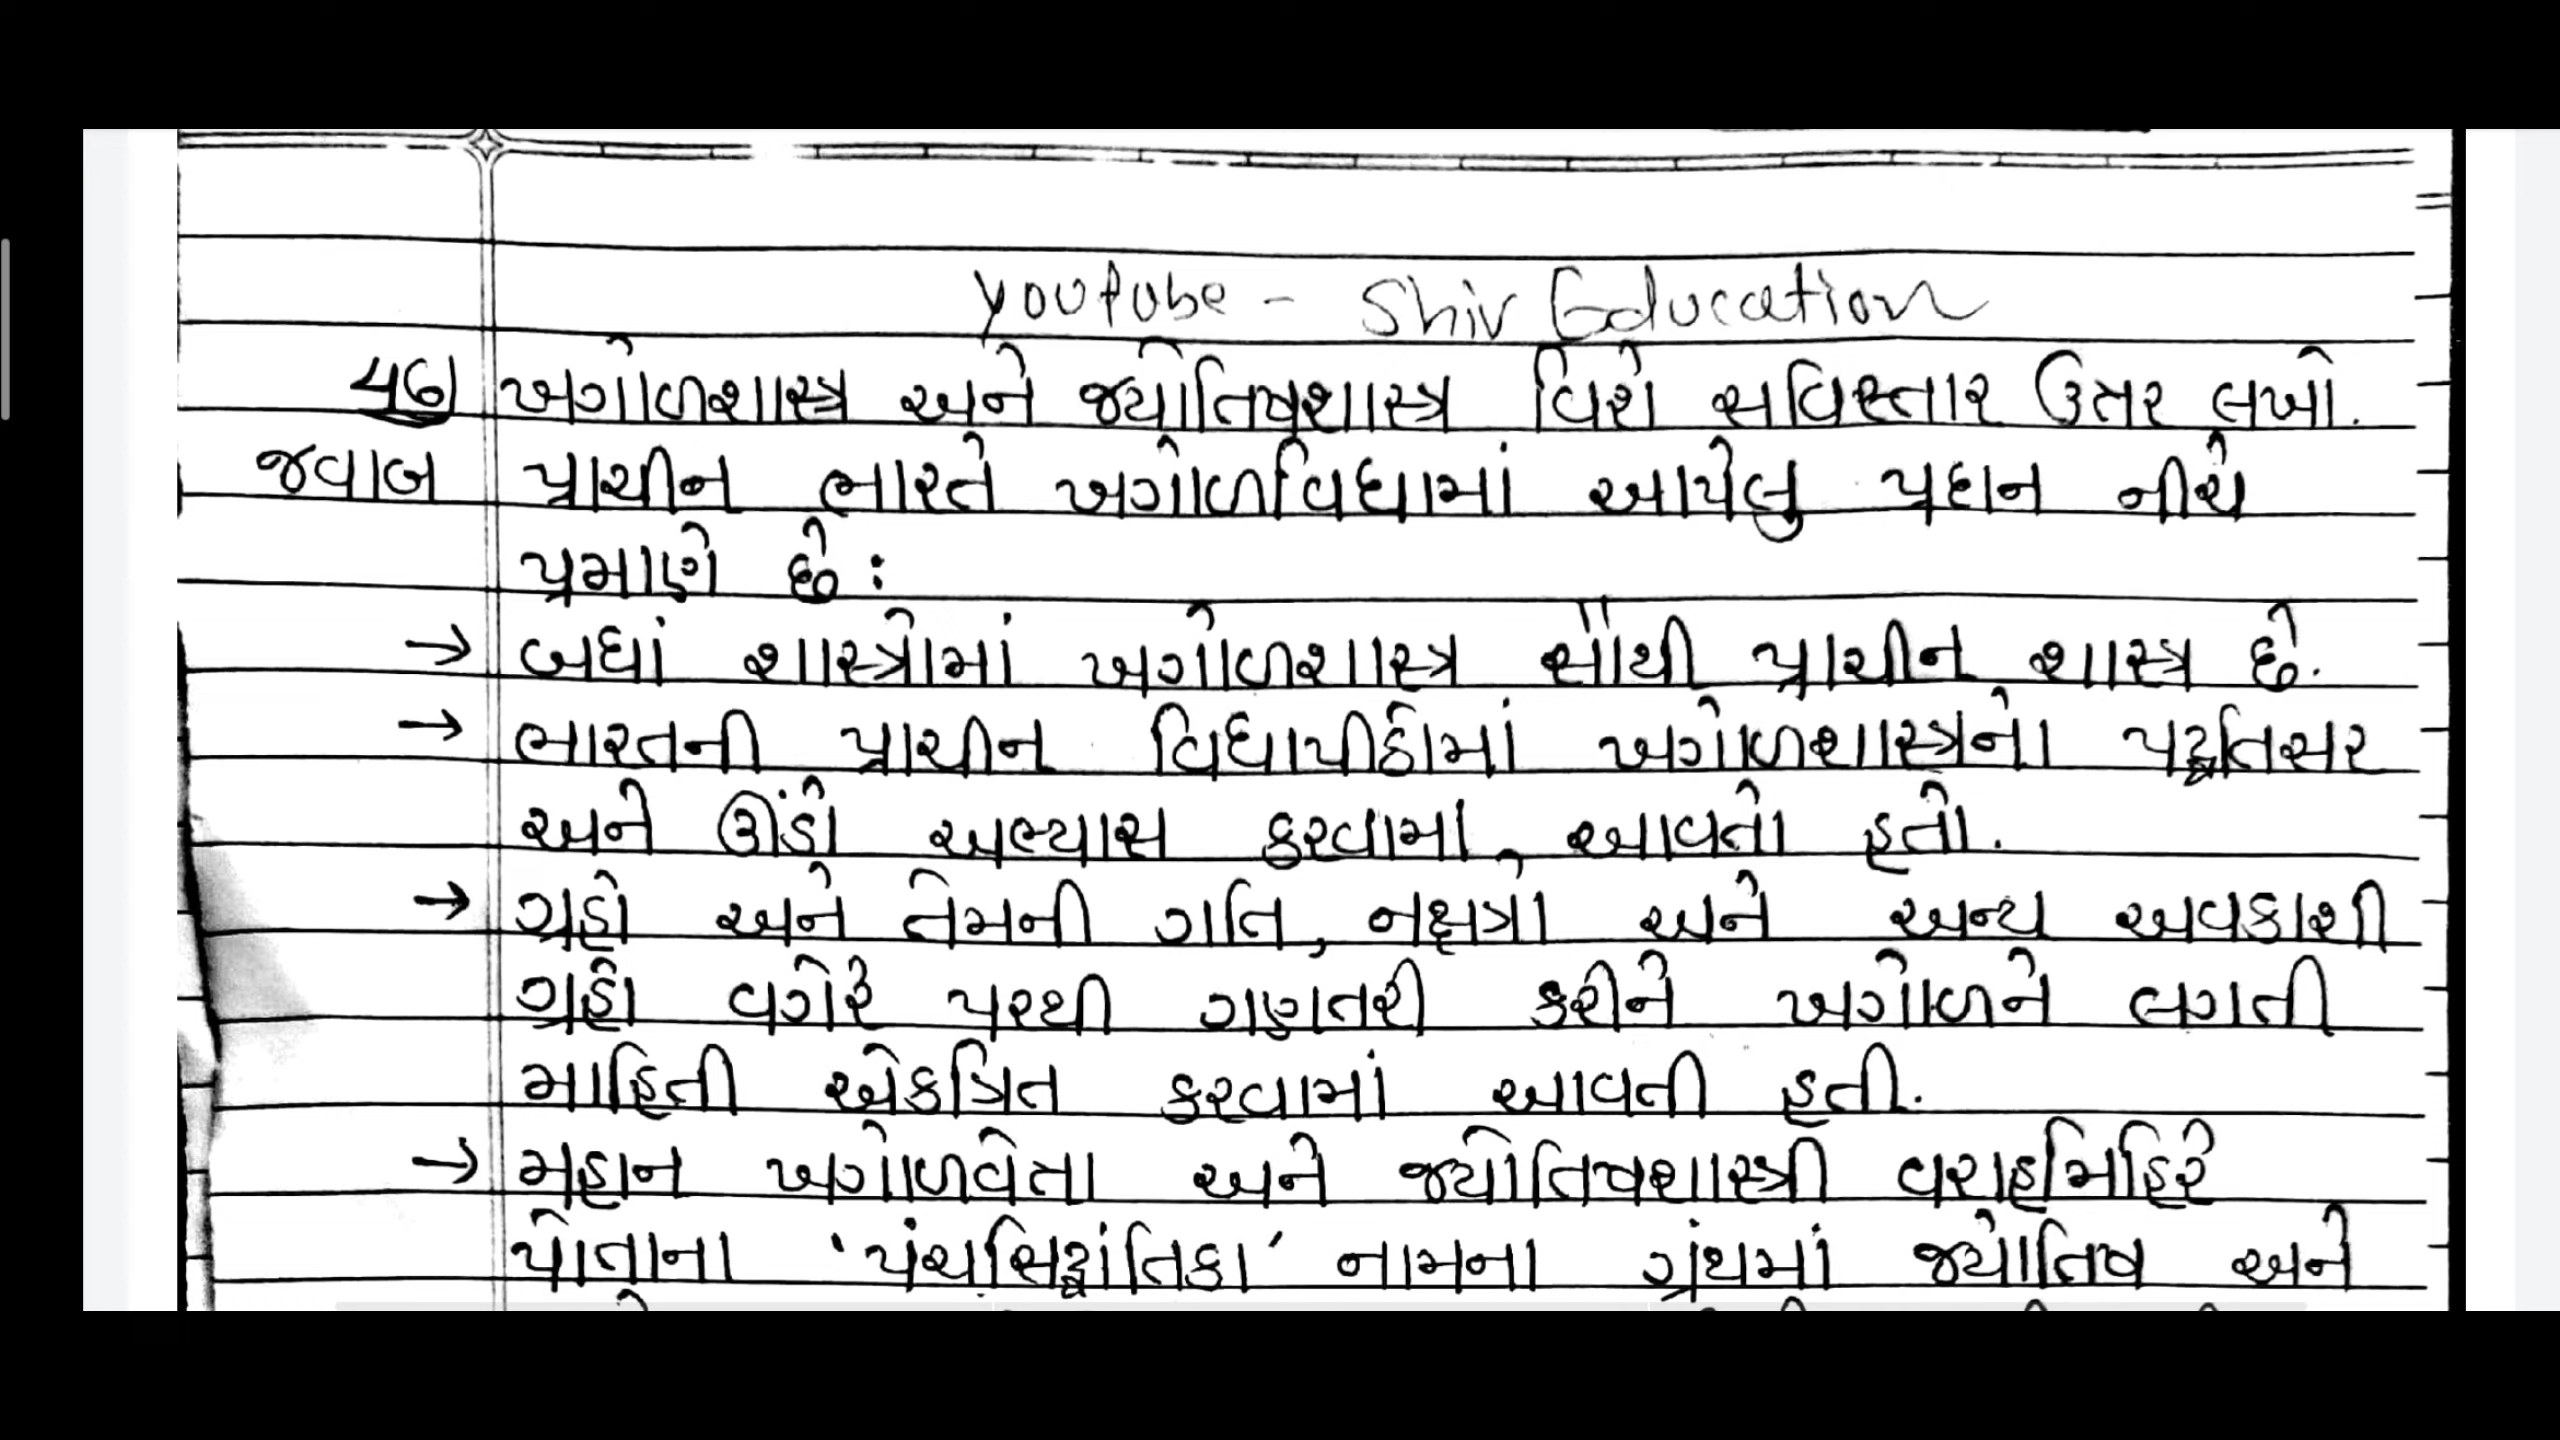 Youtube - Shiv Education
46) ખગોળશાસ્ત્ર અને જ્યોતિષશાસ્ત્ર વિશે સવિસ્તાર ઉતર લખો.
જવાબ પ્રાચીન ભારતે ખગોળવિદ્યામાં આપેલુ પ્રદાન નીચે
પ્રમાણે છે :
→ બધાં શાસ્ત્રોમાં ખગોળશાસ્ત્ર સૌથી પ્રાચીન શાસ્ત્ર છે.
→ ભારતની પ્રાચીન વિદ્યાપીઠોમાં ખગોળશાસ્ત્રનો પદ્ધતિસર
અને ઊંડો અભ્યાસ કરવામાં આવતો હતો.
→ ગ્રહો અને તેમની ગતિ, નક્ષત્રો અને અન્ય અવકાશી
ગ્રહો વગેરે પરથી ગણતરી કરીને ખગોળને લગતી
માહિતી એકત્રિત કરવામાં આવતી હતી.
→ મહાન ખગોળવેતા અને જ્યોતિષશાસ્ત્રી વરાહમિહિરે
પોતાના 'પંચસિદ્ધાંતિકા' નામના ગ્રંથમાં જ્યોતિષ અને